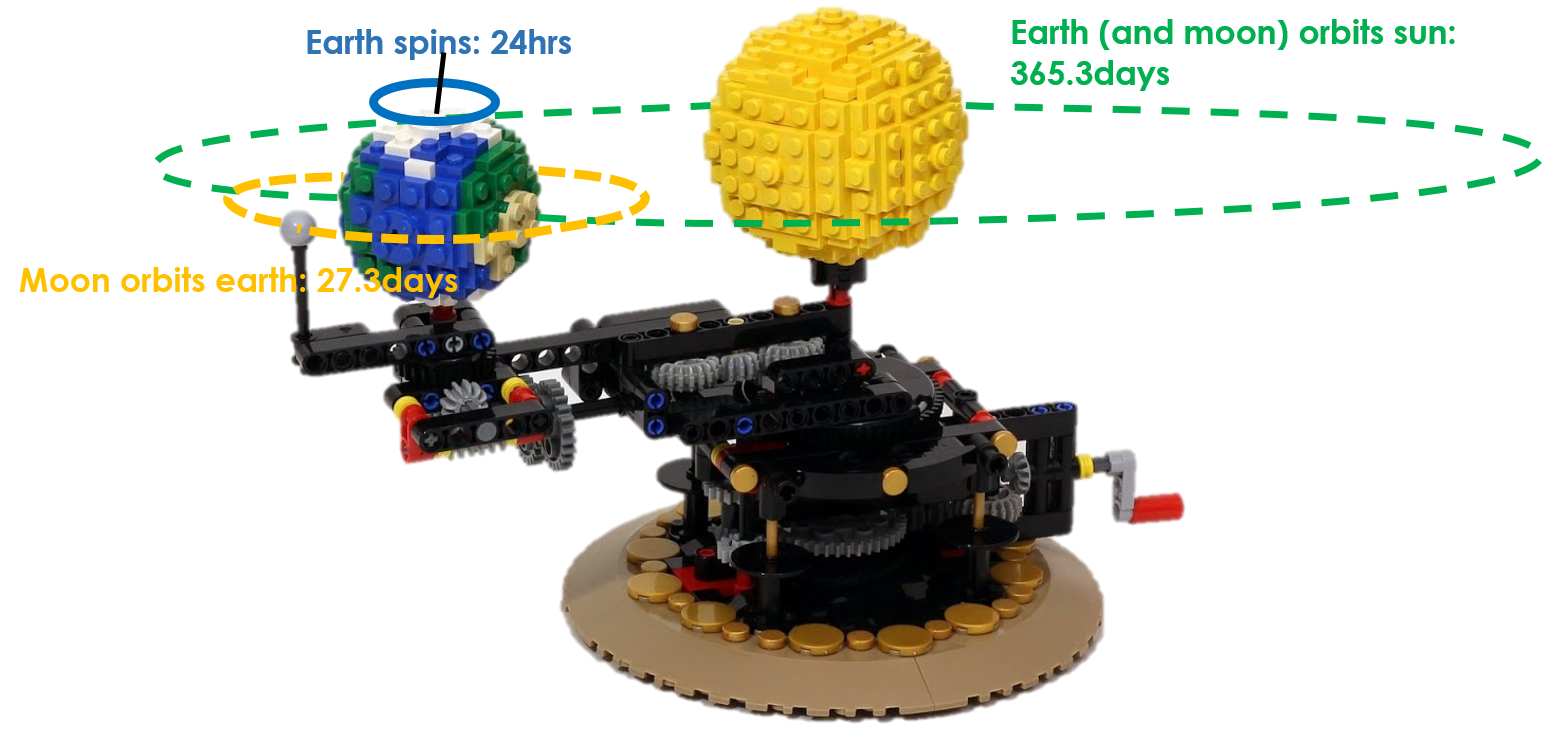 Earth spins: 24hrs
Earth (and moon) orbits sun:
365.3days
Moon orbits earth: 27.3days